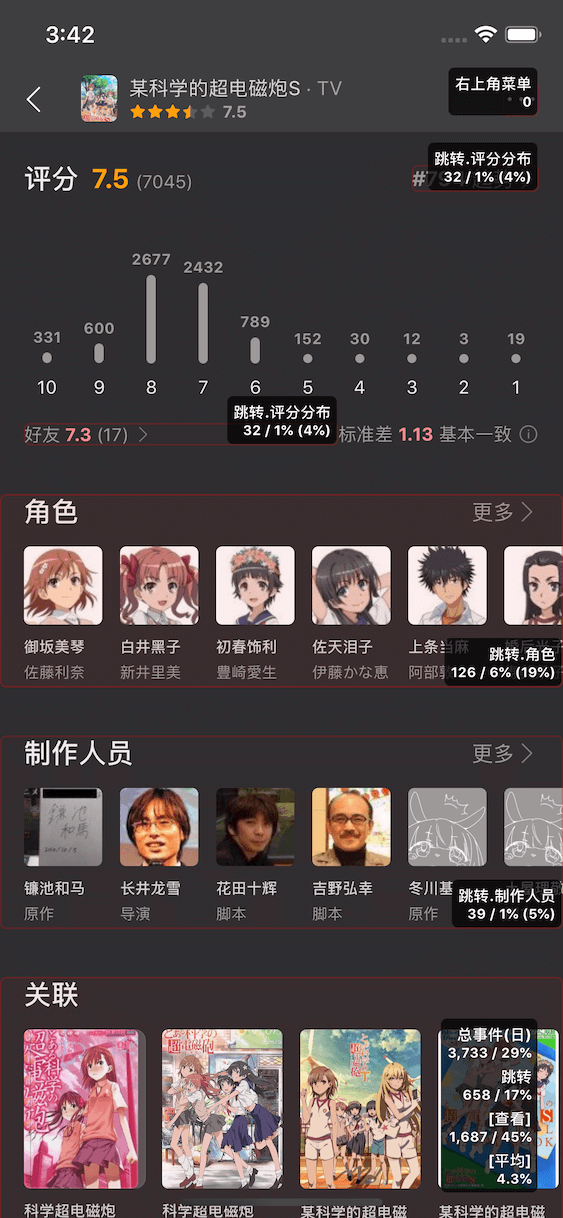 3:42
某科学的超电磁炮S · TV
7.5
右上角菜单
0
跳转.评分分布
32 / 1% (4%)
评分 7.5 (7045)
331
600
2677
2432
789
152
30
12
3
19
10
9
8
7
6
5
4
3
2
1
跳转.评分分布
32 / 1% (4%)
好友 7.3 (17)
标准差 1.13 基本一致
角色
更多
御坂美琴
白井黑子
初春饰利
佐天泪子
上条当麻
佐藤利奈
新井里美
豊崎愛生
伊藤かな恵
阿部
跳转.角色
126 / 6% (19%)
制作人员
更多
镰池和马
长井龙雪
花田十辉
吉野弘幸
冬川基
原作
导演
脚本
脚本
原作
跳转.制作人员
39 / 1% (5%)
关联
总事件(日)
3,733 / 29%
跳转
658 / 17%
[查看]
1,687 / 45%
[平均]
4.3%
科学超电磁炮
科学超电磁炮
某科学的超电磁
某科学的超电磁